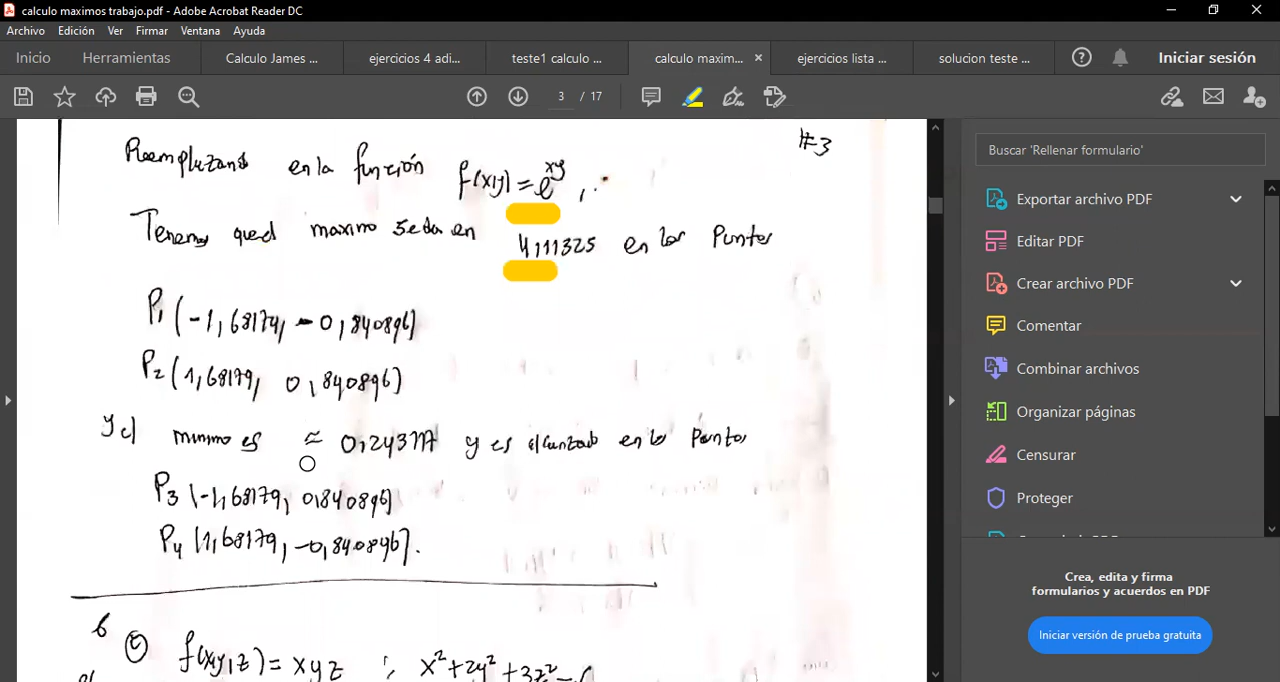 calculo maximos trabajo.pdf - Adobe Acrobat Reader DC
Archivo Edición Ver Firmar Ventana Ayuda
Inicio Herramientas Calculo James ... ejercicios 4 adi... teste1 calculo ... calculo maxim... × ejercicios lista ... solucion teste ... Iniciar sesión
3 / 17
#3
en la función f(x,y) = e^xy , .
Tenemos que el maximo se da en 4,111325 en los Puntos
P1 (-1,68179, -0,840896)
P2 (1,68179, 0,840896)
y el minimo es ≈ y es alcanzado en los Puntos
P3 (-1,68179, 0,840896)
P4 (1,68179, -0,840896).
6
f(x,y,z) = xyz ; x²+2y²+3z²=6
Buscar 'Rellenar formulario'
Exportar archivo PDF
Editar PDF
Crear archivo PDF
Comentar
Combinar archivos
Organizar páginas
Censurar
Proteger
Crea, edita y firma
formularios y acuerdos en PDF
Iniciar versión de prueba gratuita